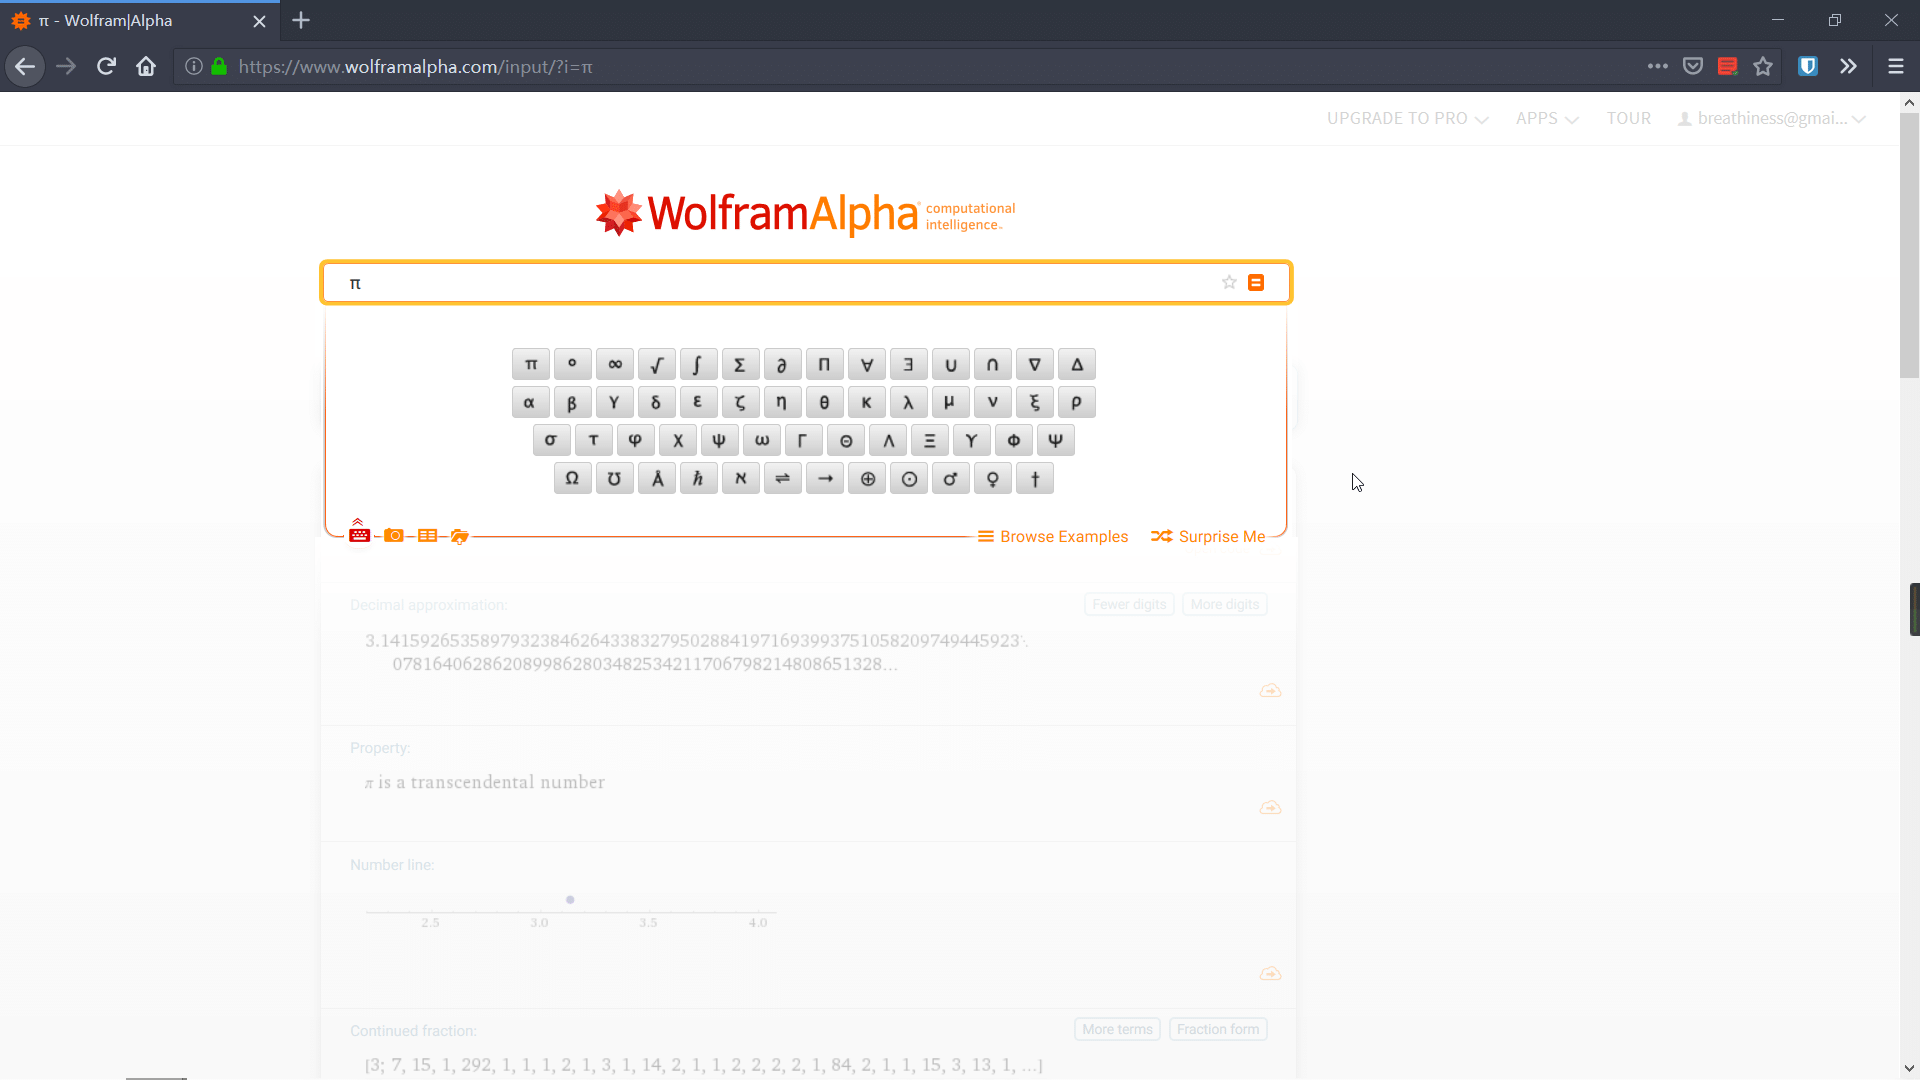 π - Wolfram|Alpha
https://www.wolframalpha.com/input/?i=π
UPGRADE TO PRO
APPS
TOUR
breathiness@gmai...
WolframAlpha computational intelligence™
π
π ° ∞ √ ∫ Σ ∂ Π ∀ ∃ ∪ ∩ ∇ Δ
α β γ δ ε ζ η θ κ λ μ ν ξ ρ
σ τ φ χ ψ ω Γ Θ Λ Ξ Υ Φ Ψ
Ω ℧ Å ℏ ℵ ⇌ → ⊕ ⊙ ♂ ♀ †
Browse Examples
Surprise Me
Decimal approximation:
Fewer digits
More digits
3.1415926535897932384626433832795028841971693993751058209749445923
0781640628620899862803482534211706798214808651328...
Property:
π is a transcendental number
Number line:
2.5 3.0 3.5 4.0
Continued fraction:
More terms
Fraction form
[3; 7, 15, 1, 292, 1, 1, 1, 2, 1, 3, 1, 14, 2, 1, 1, 2, 2, 2, 2, 1, 84, 2, 1, 1, 15, 3, 13, 1, ...]